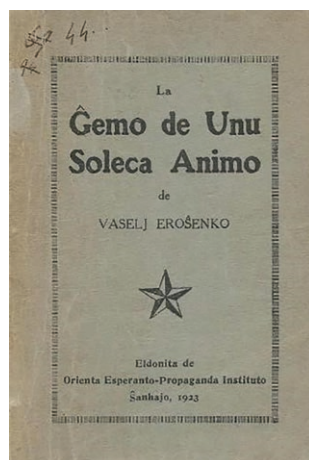 La
Ĝemo de Unu
Soleca Animo
de
VASELJ EROŜENKO
Eldonita de
Orienta Esperanto-Propaganda Instituto
Ŝanhajo, 1923